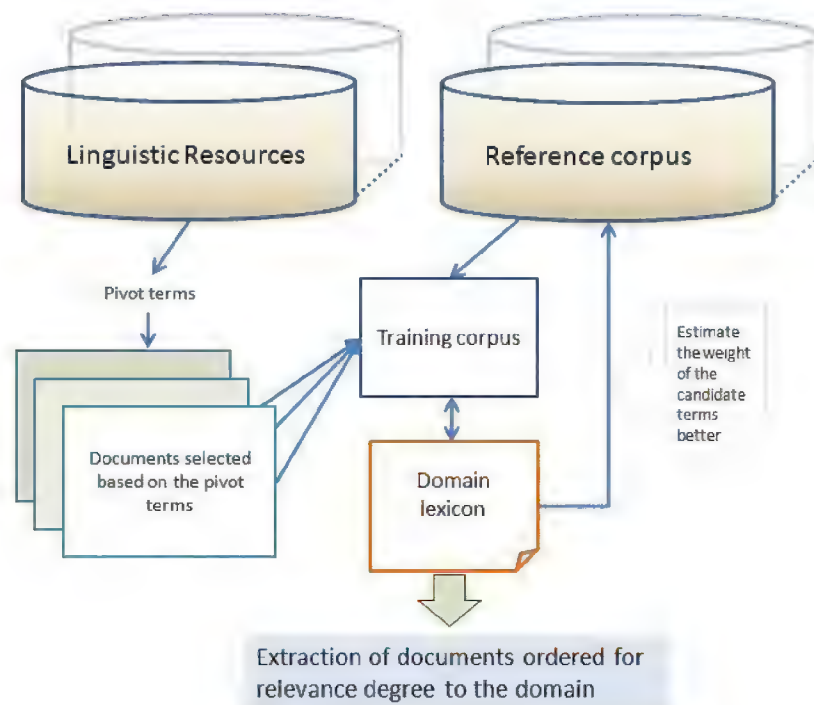 Linguistic Resources
Reference corpus
Pivot terms
Training corpus
Estimate
the weight
of the
candidate
terms
better
Documents selected
based on the pivot
terms
Domain
lexicon
Extraction of documents ordered for
relevance degree to the domain